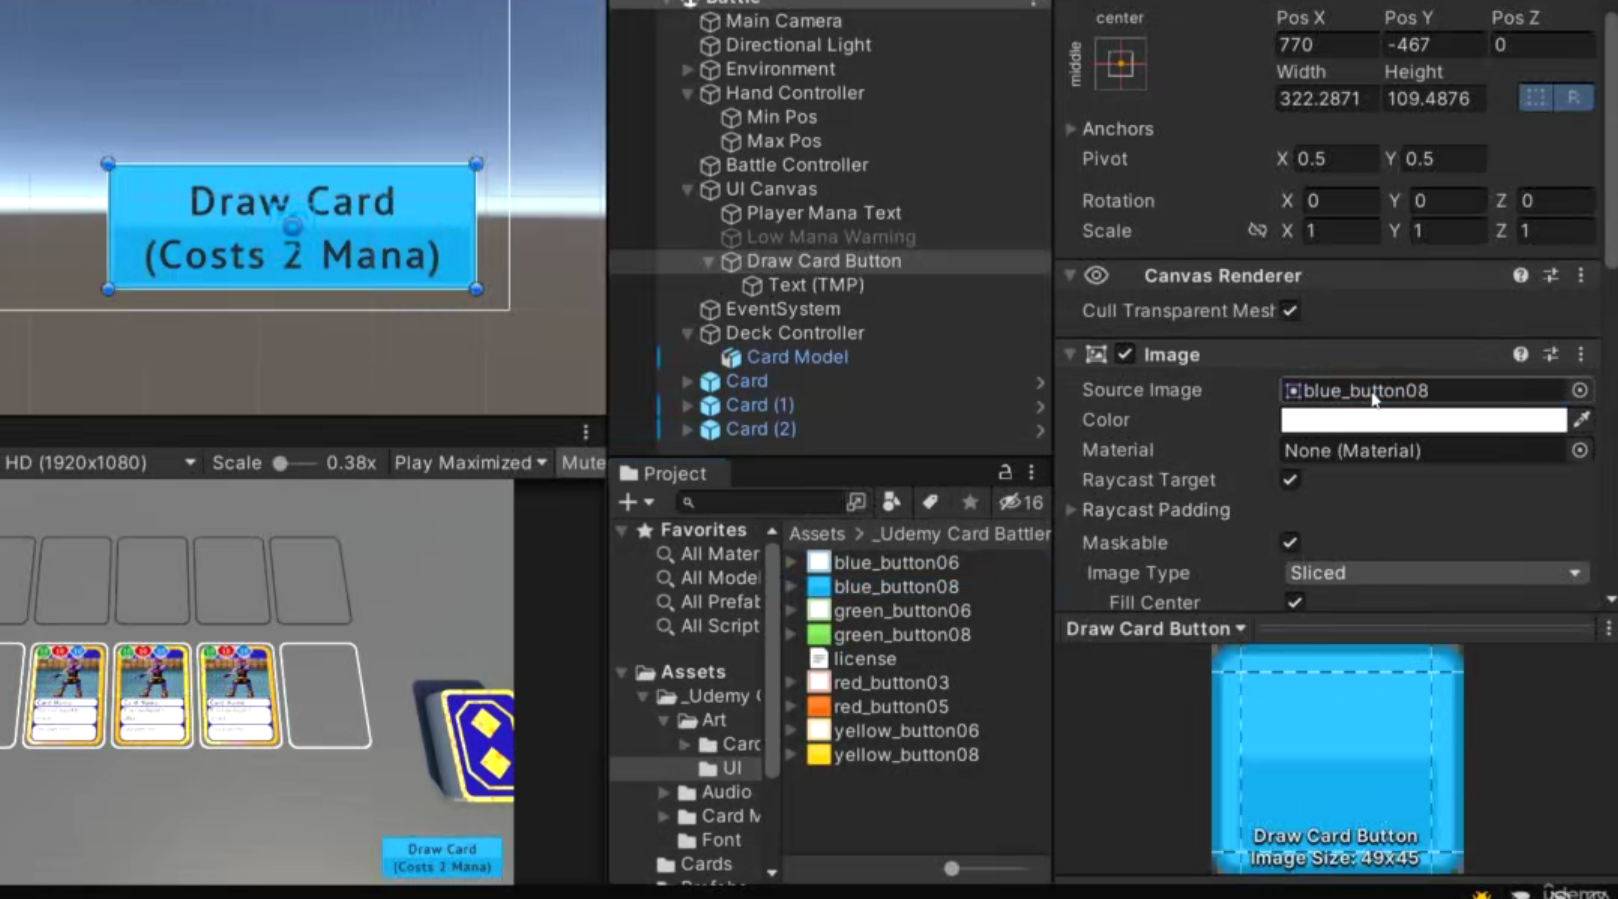 Battle
Main Camera
Directional Light
Environment
Hand Controller
Min Pos
Max Pos
Battle Controller
UI Canvas
Player Mana Text
Low Mana Warning
Draw Card Button
Text (TMP)
EventSystem
Deck Controller
Card Model
Card
Card (1)
Card (2)
Draw Card
(Costs 2 Mana)
HD (1920x1080) Scale 0.38x Play Maximized Mute
Draw Card
(Costs 2 Mana)
Project
16
Favorites
All Mater
All Mode
All Prefab
All Script
Assets
_Udemy C
Art
Card
UI
Audio
Card M
Font
Cards
Prefabs
Assets > _Udemy Card Battler
blue_button06
blue_button08
green_button06
green_button08
license
red_button03
red_button05
yellow_button06
yellow_button08
center
middle
Pos X Pos Y Pos Z
770 -467 0
Width Height
322.2871 109.4876 R
Anchors
Pivot X 0.5 Y 0.5
Rotation X 0 Y 0 Z 0
Scale X 1 Y 1 Z 1
Canvas Renderer
Cull Transparent Mesh
Image
Source Image blue_button08
Color
Material None (Material)
Raycast Target
Raycast Padding
Maskable
Image Type Sliced
Fill Center
Draw Card Button
Draw Card Button
Image Size: 49x45
Udemy